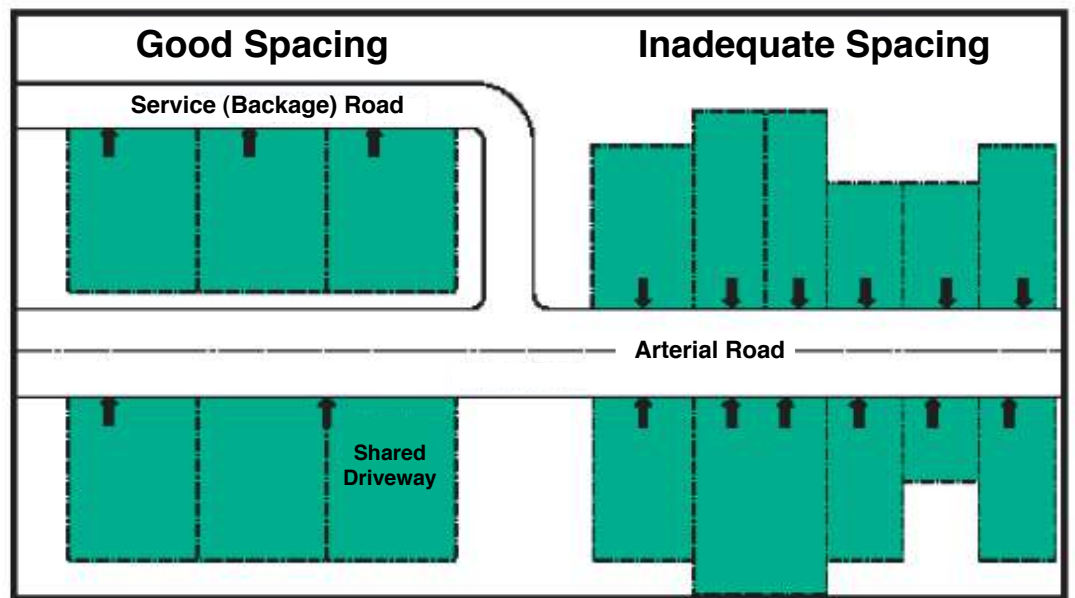 Good Spacing
Inadequate Spacing
Service (Backage) Road
Arterial Road
Shared
Driveway